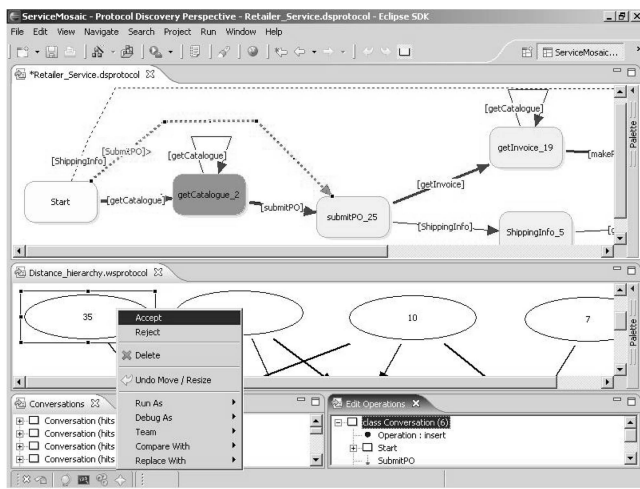 ServiceMosaic - Protocol Discovery Perspective - Retailer_Service.dsprotocol - Eclipse SDK
File Edit View Navigate Search Project Run Window Help
ServiceMosaic...
*Retailer_Service.dsprotocol
Palette
[getCatalogue]
[SubmitPO]>
[ShippingInfo]
[getCatalogue]
getInvoice_19
[makeP
[getInvoice]
Start
[getCatalogue]
getCatalogue_2
[submitPO]
submitPO_25
[ShippingInfo]
ShippingInfo_5
Distance_hierarchy.wsprotocol
Palette
35
10
7
Accept
Reject
Delete
Undo Move / Resize
Run As
Debug As
Team
Compare With
Replace With
Conversations
Conversation (hits
Conversation (hits
Conversation (hits
Conversation (hits
Edit Operations
class Conversation (6)
Operation : insert
Start
SubmitPO